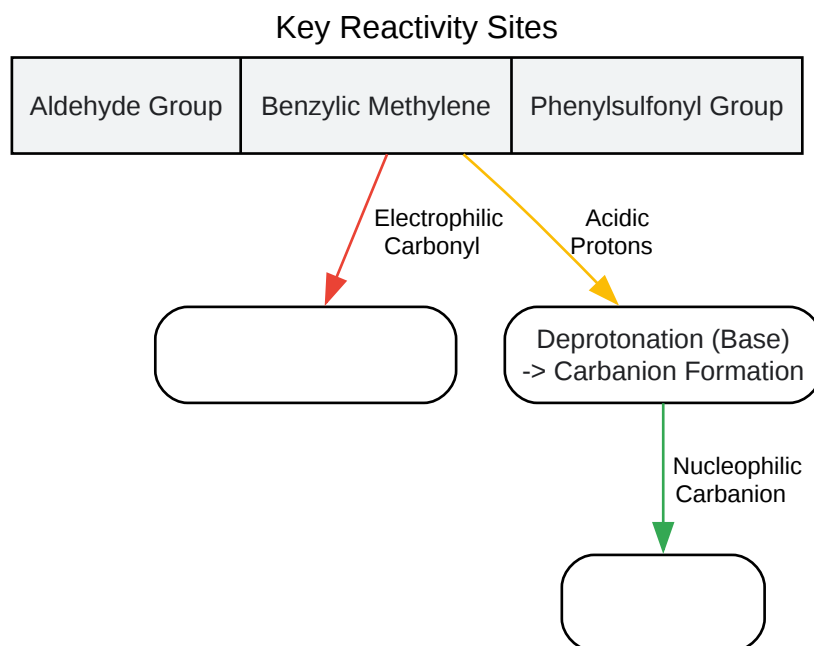 Key Reactivity Sites
Aldehyde Group
Benzylic Methylene
Phenylsulfonyl Group
Electrophilic
Carbonyl
Acidic
Protons
Deprotonation (Base)
-> Carbanion Formation
Nucleophilic
Carbanion